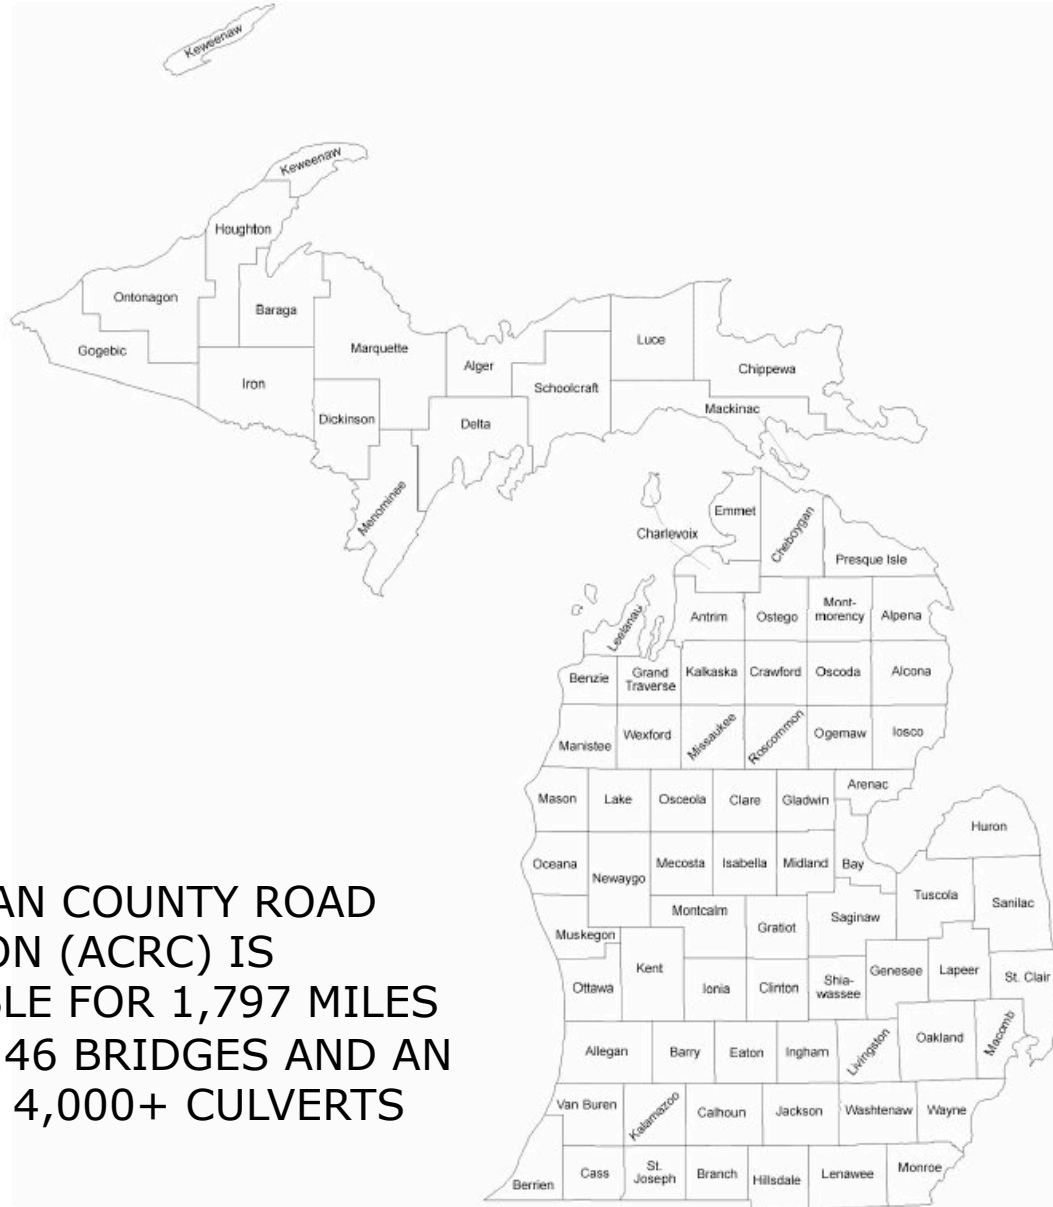 Keweenaw
Keweenaw
Houghton
Ontonagon
Baraga
Gogebic
Marquette
Iron
Alger
Luce
Chippewa
Schoolcraft
Dickinson
Delta
Mackinac
Menominee
Emmet
Charlevoix
Cheboygan
Presque Isle
Leelanau
Antrim
Ostego
Mont-
morency
Alpena
Benzie
Grand
Traverse
Kalkaska
Crawford
Oscoda
Alcona
Manistee
Wexford
Missaukee
Roscommon
Ogemaw
Iosco
Mason
Lake
Osceola
Clare
Gladwin
Arenac
Huron
Oceana
Newaygo
Mecosta
Isabella
Midland
Bay
Tuscola
Sanilac
Muskegon
Montcalm
Gratiot
Saginaw
Ottawa
Kent
Ionia
Clinton
Shia-
wassee
Genesee
Lapeer
St. Clair
Allegan
Barry
Eaton
Ingham
Livingston
Oakland
Macomb
Van Buren
Kalamazoo
Calhoun
Jackson
Washtenaw
Wayne
Berrien
Cass
St.
Joseph
Branch
Hillsdale
Lenawee
Monroe
AN COUNTY ROAD
ON (ACRC) IS
LE FOR 1,797 MILES
46 BRIDGES AND AN
4,000+ CULVERTS